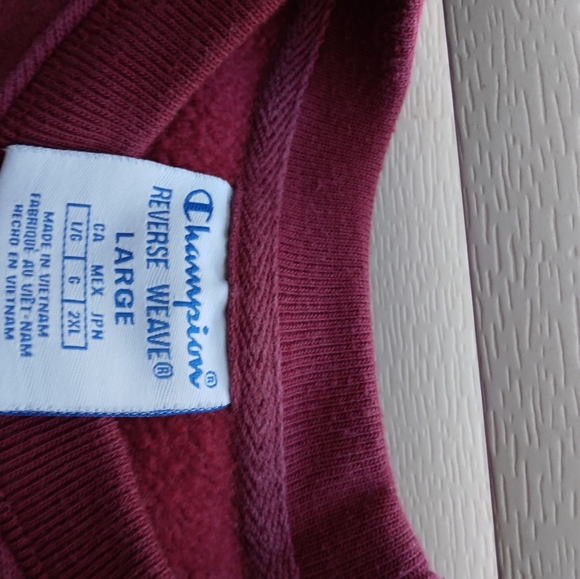 Champion®
REVERSE WEAVE®
LARGE
CA MEX JPN
L/G G 2XL
MADE IN VIETNAM
FABRIQUÉ AU VIÊT-NAM
HECHO EN VIETNAM